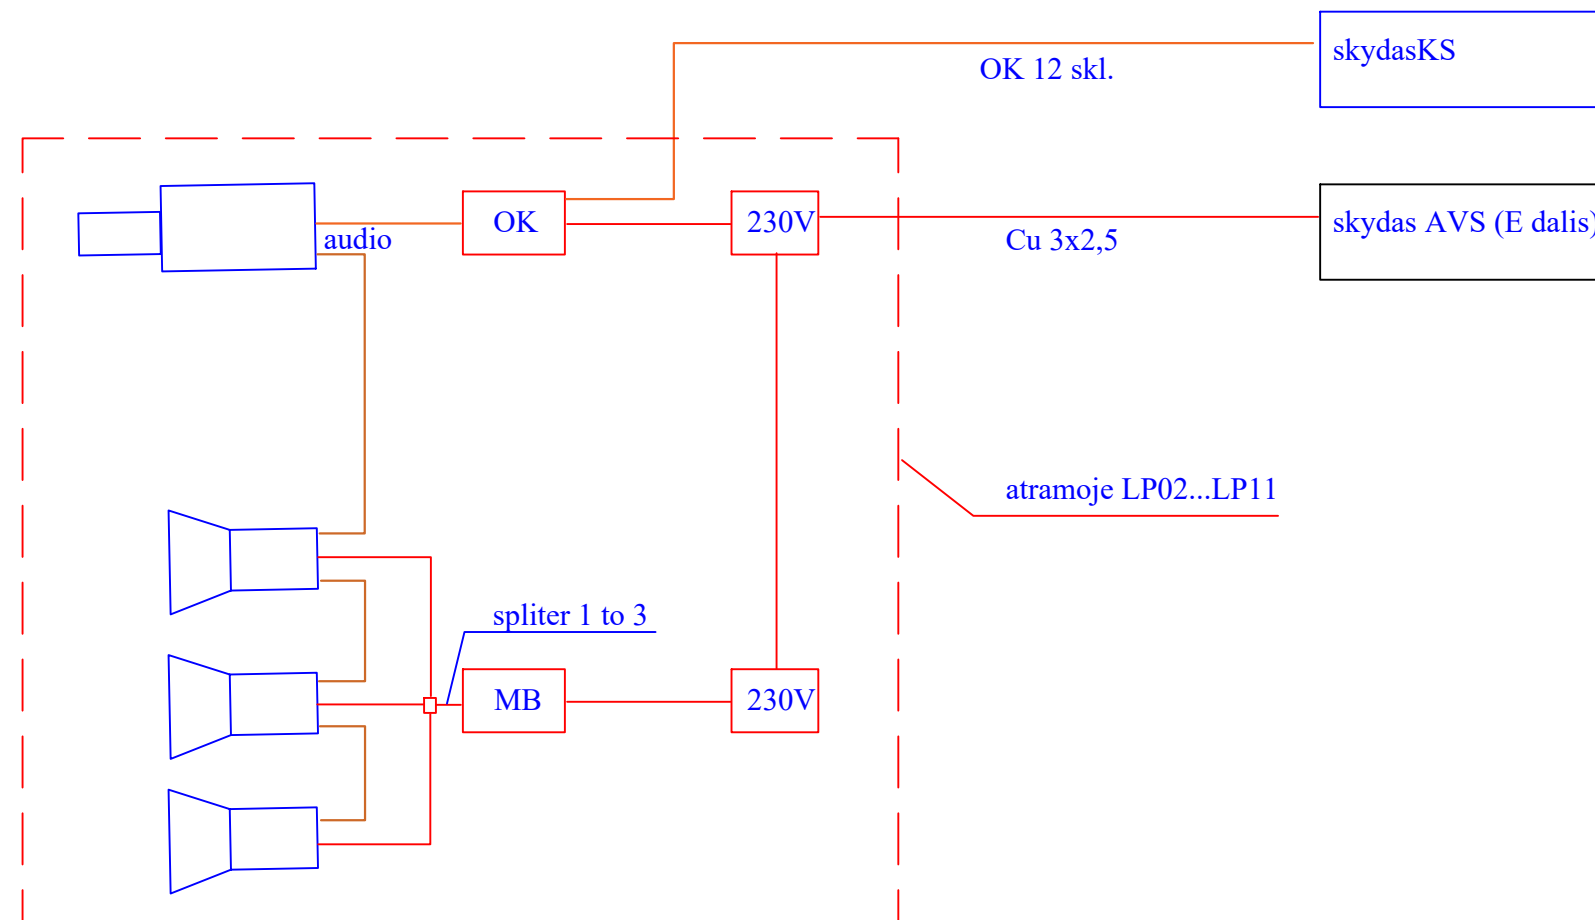 skydasKS
OK 12 skl.
OK
230V
skydas AVS (E dalis)
audio
Cu 3x2,5
atramoje LP02...LP11
spliter 1 to 3
MB
230V